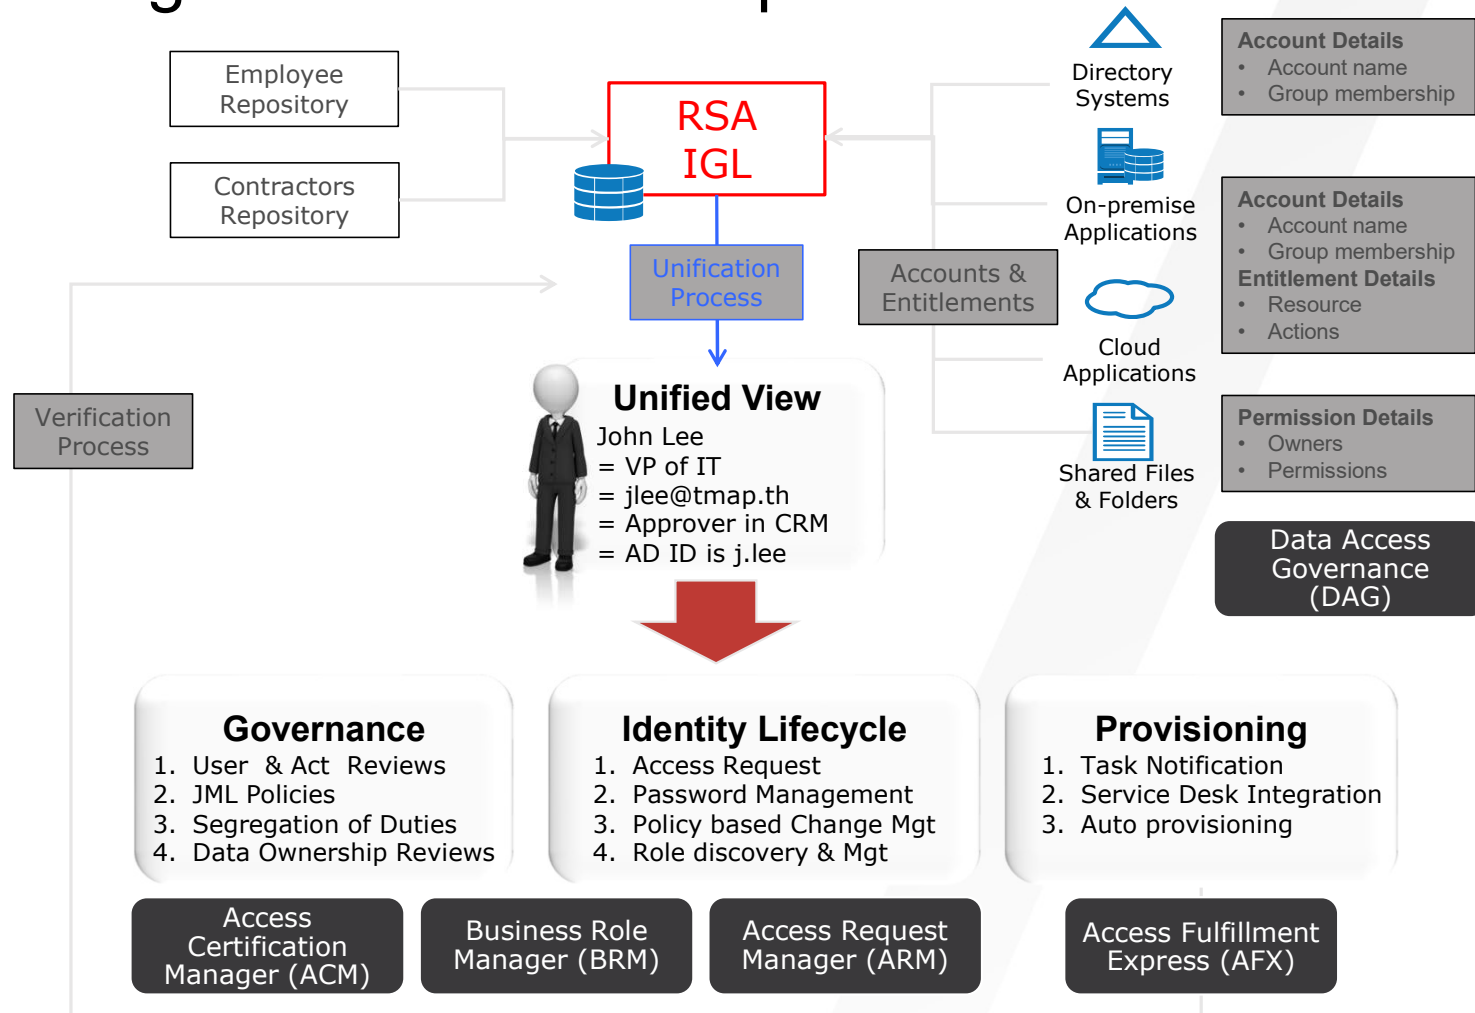 Employee
Repository
Contractors
Repository
RSA
IGL
Unification
Process
Verification
Process
Accounts &
Entitlements
Directory
Systems
On-premise
Applications
Cloud
Applications
Shared Files
& Folders
Account Details
• Account name
• Group membership
Account Details
• Account name
• Group membership
Entitlement Details
• Resource
• Actions
Permission Details
• Owners
• Permissions
Data Access
Governance
(DAG)
Unified View
John Lee
= VP of IT
= jlee@tmap.th
= Approver in CRM
= AD ID is j.lee
Governance
1. User & Act Reviews
2. JML Policies
3. Segregation of Duties
4. Data Ownership Reviews
Identity Lifecycle
1. Access Request
2. Password Management
3. Policy based Change Mgt
4. Role discovery & Mgt
Provisioning
1. Task Notification
2. Service Desk Integration
3. Auto provisioning
Access
Certification
Manager (ACM)
Business Role
Manager (BRM)
Access Request
Manager (ARM)
Access Fulfillment
Express (AFX)